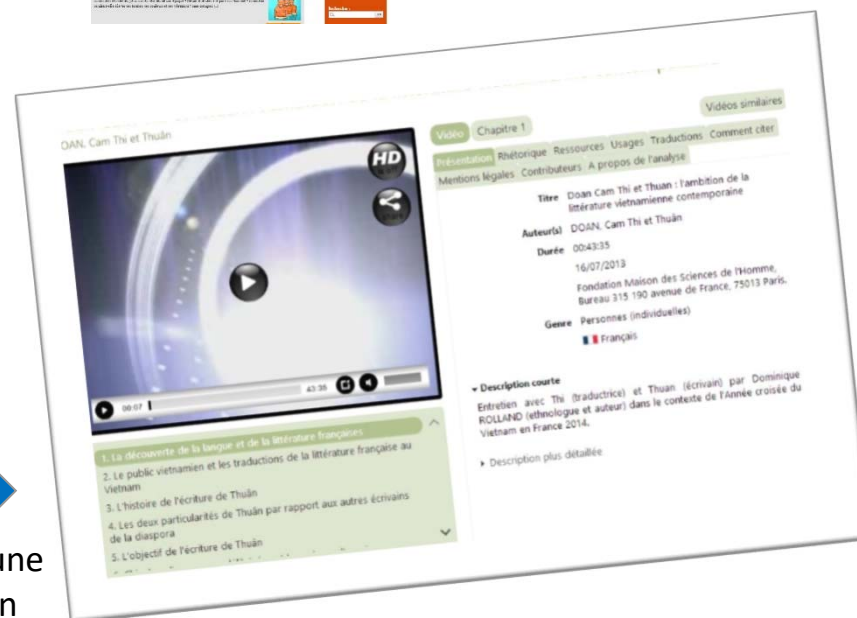 OAN, Cam Thi et Thuân
HD
00:07
43:35
1. La découverte de la langue et de la littérature françaises
2. Le public vietnamien et les traductions de la littérature française au
Vietnam
3. L'histoire de l'écriture de Thuân
4. Les deux particularités de Thuân par rapport aux autres écrivains
de la diaspora
5. L'objectif de l'écriture de Thuân
Vidéo Chapitre 1
Vidéos similaires
Présentation Rhétorique Ressources Usages Traductions Comment citer
Mentions légales Contributeurs A propos de l'analyse
Titre Doan Cam Thi et Thuan : l'ambition de la
littérature vietnamienne contemporaine
Auteur(s) DOAN, Cam Thi et Thuân
Durée 00:43:35
16/07/2013
Fondation Maison des Sciences de l'Homme,
Bureau 315 190 avenue de France, 75013 Paris.
Genre Personnes (individuelles)
Français
Description courte
Entretien avec Thi (traductrice) et Thuan (écrivain) par Dominique
ROLLAND (ethnologue et auteur) dans le contexte de l'Année croisée du
Vietnam en France 2014.
Description plus détaillée
une
n